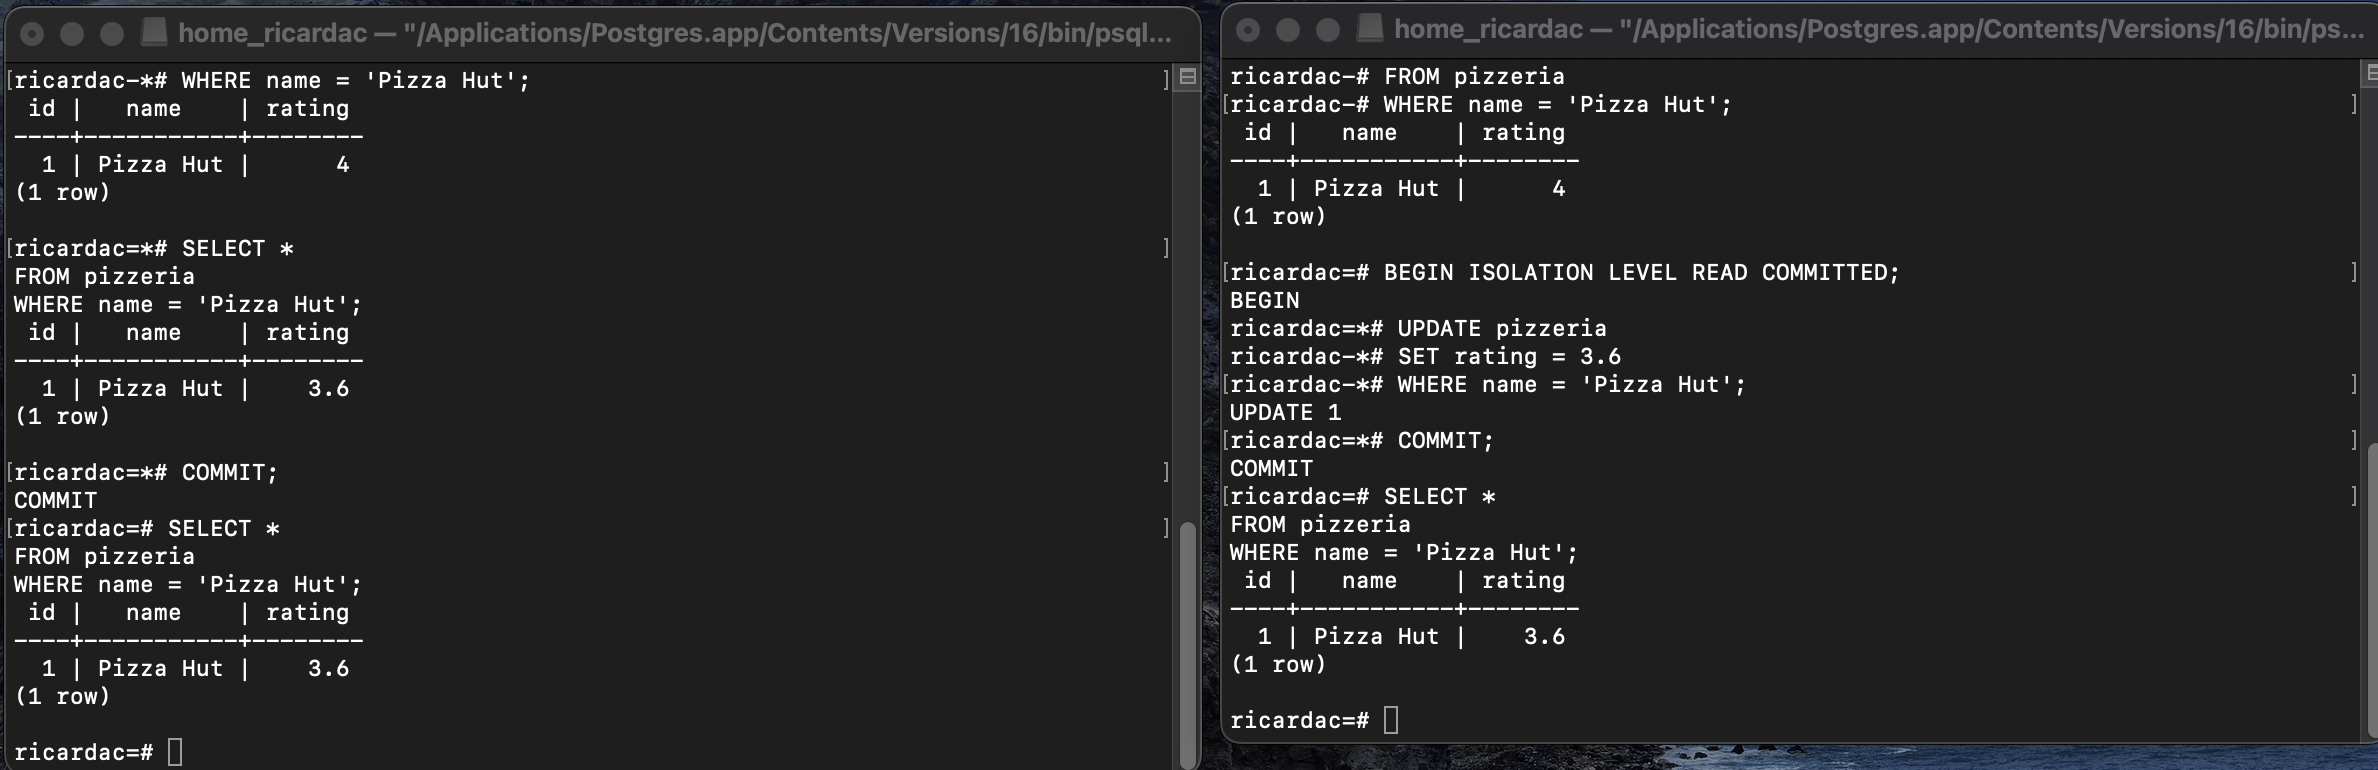 home_ricardac — "/Applications/Postgres.app/Contents/Versions/16/bin/psql...
[ricardac-*# WHERE name = 'Pizza Hut'; ]
 id |   name    | rating
----+-----------+--------
  1 | Pizza Hut |      4
(1 row)

[ricardac=*# SELECT * ]
FROM pizzeria
WHERE name = 'Pizza Hut';
 id |   name    | rating
----+-----------+--------
  1 | Pizza Hut |    3.6
(1 row)

[ricardac=*# COMMIT; ]
COMMIT
[ricardac=# SELECT * ]
FROM pizzeria
WHERE name = 'Pizza Hut';
 id |   name    | rating
----+-----------+--------
  1 | Pizza Hut |    3.6
(1 row)

ricardac=#
home_ricardac — "/Applications/Postgres.app/Contents/Versions/16/bin/ps...
ricardac-# FROM pizzeria
[ricardac-# WHERE name = 'Pizza Hut'; ]
 id |   name    | rating
----+-----------+--------
  1 | Pizza Hut |      4
(1 row)

[ricardac=# BEGIN ISOLATION LEVEL READ COMMITTED; ]
BEGIN
ricardac=*# UPDATE pizzeria
ricardac-*# SET rating = 3.6
[ricardac-*# WHERE name = 'Pizza Hut'; ]
UPDATE 1
[ricardac=*# COMMIT; ]
COMMIT
[ricardac=# SELECT * ]
FROM pizzeria
WHERE name = 'Pizza Hut';
 id |   name    | rating
----+-----------+--------
  1 | Pizza Hut |    3.6
(1 row)

ricardac=#